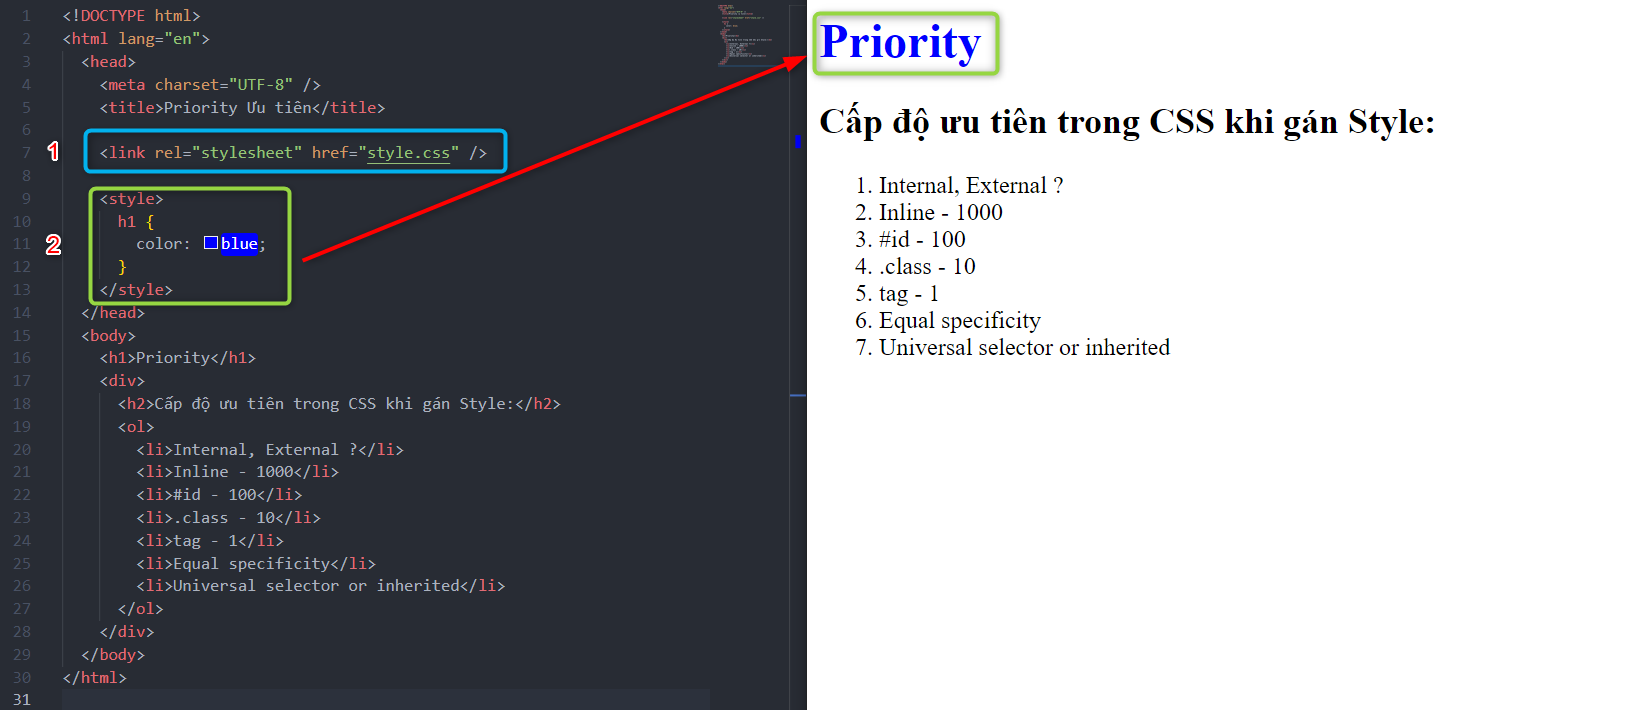 1 <!DOCTYPE html>
2 <html lang="en">
3 <head>
4 <meta charset="UTF-8" />
5 <title>Priority Ưu tiên</title>
6
1
7 <link rel="stylesheet" href="style.css" />
8
9 <style>
10 h1 {
2
11 color: blue;
12 }
13 </style>
14 </head>
15 <body>
16 <h1>Priority</h1>
17 <div>
18 <h2>Cấp độ ưu tiên trong CSS khi gán Style:</h2>
19 <ol>
20 <li>Internal, External ?</li>
21 <li>Inline - 1000</li>
22 <li>#id - 100</li>
23 <li>.class - 10</li>
24 <li>tag - 1</li>
25 <li>Equal specificity</li>
26 <li>Universal selector or inherited</li>
27 </ol>
28 </div>
29 </body>
30 </html>
31
Priority
Cấp độ ưu tiên trong CSS khi gán Style:
1. Internal, External ?
2. Inline - 1000
3. #id - 100
4. .class - 10
5. tag - 1
6. Equal specificity
7. Universal selector or inherited